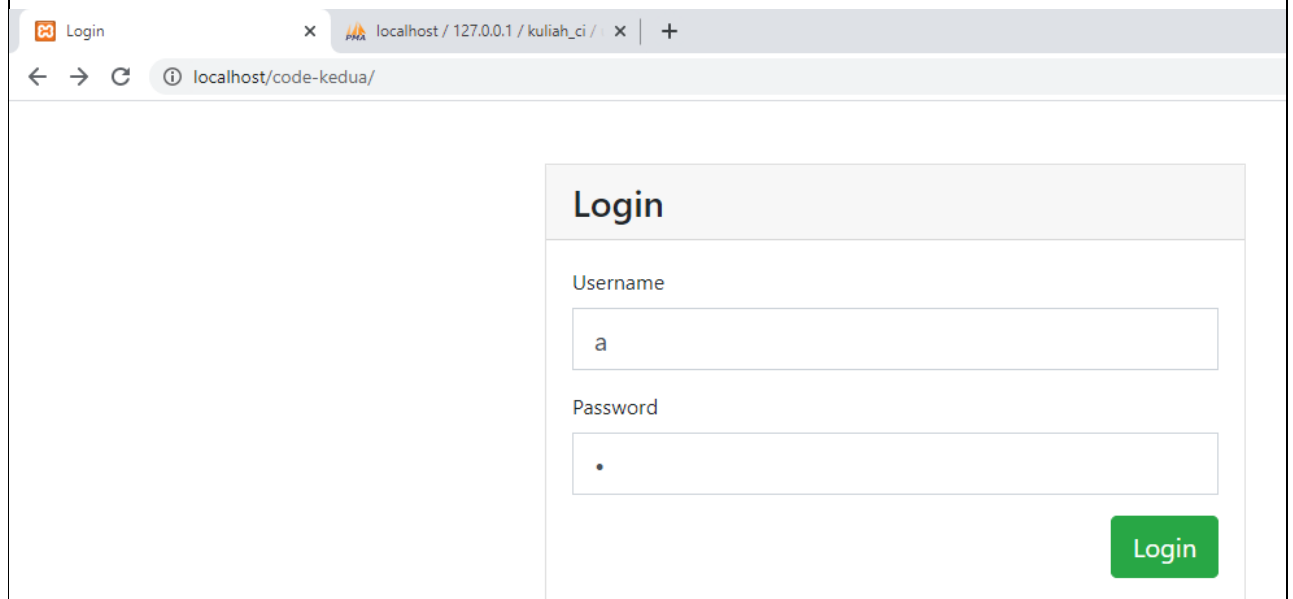 Login
localhost / 127.0.0.1 / kuliah_ci /
localhost/code-kedua/
Login
Username
a
Password
•
Login